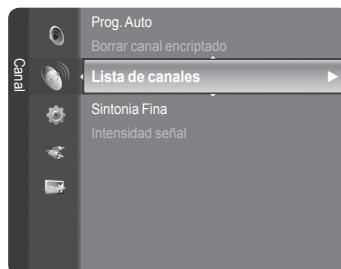 Canal
Prog. Auto
Borrar canal encriptado
Lista de canales
Sintonia Fina
Intensidad señal